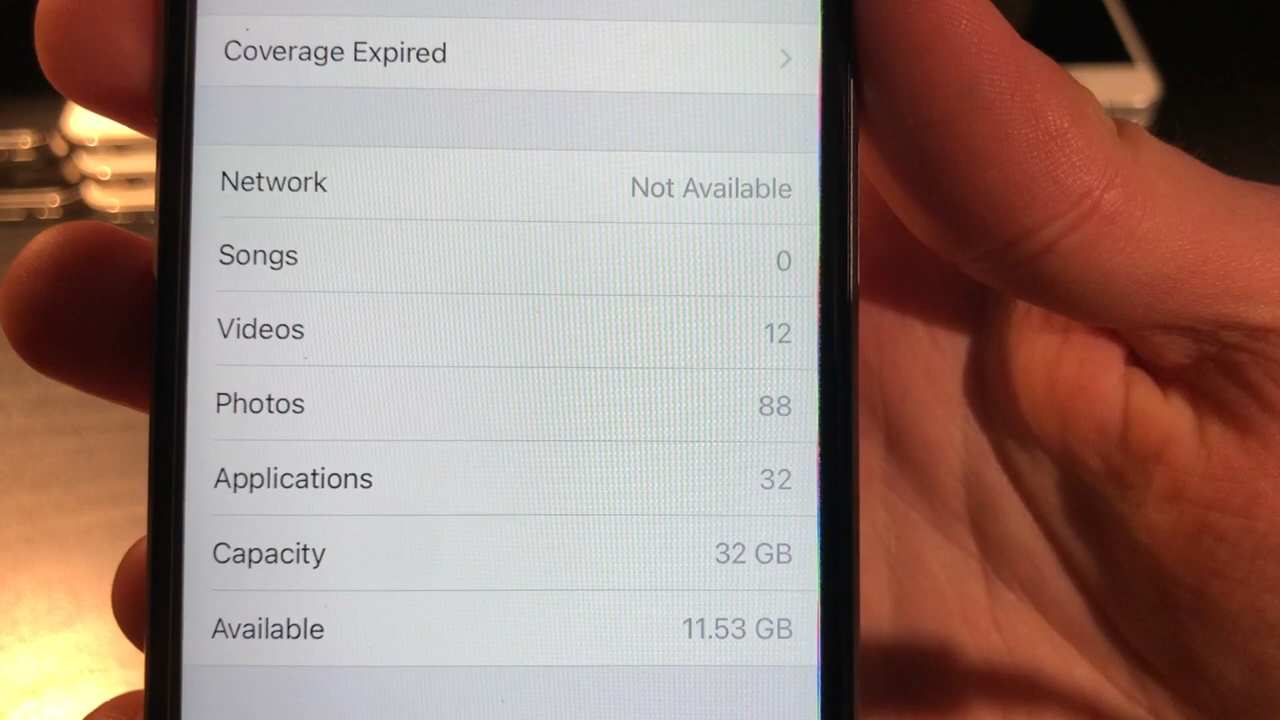 Coverage Expired
Network Not Available
Songs 0
Videos 12
Photos 88
Applications 32
Capacity 32 GB
Available 11.53 GB